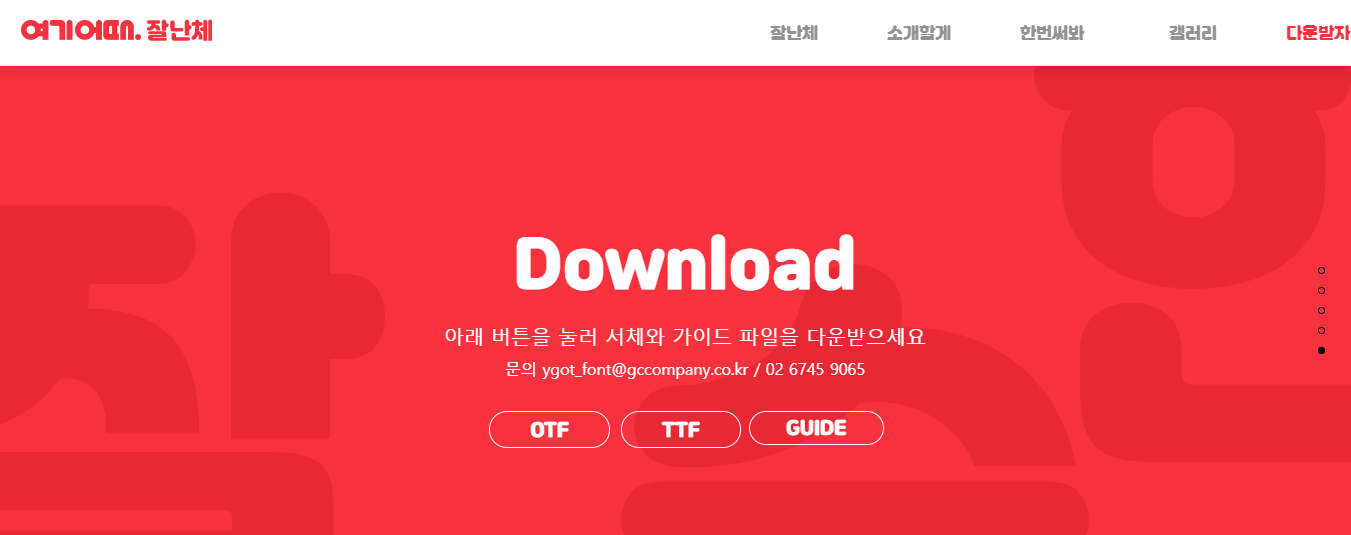 여기어때. 잘난체
잘난체 소개할게 한번써봐 갤러리 다운받자
Download
아래 버튼을 눌러 서체와 가이드 파일을 다운받으세요
문의 ygot_font@gccompany.co.kr / 02 6745 9065
OTF TTF GUIDE